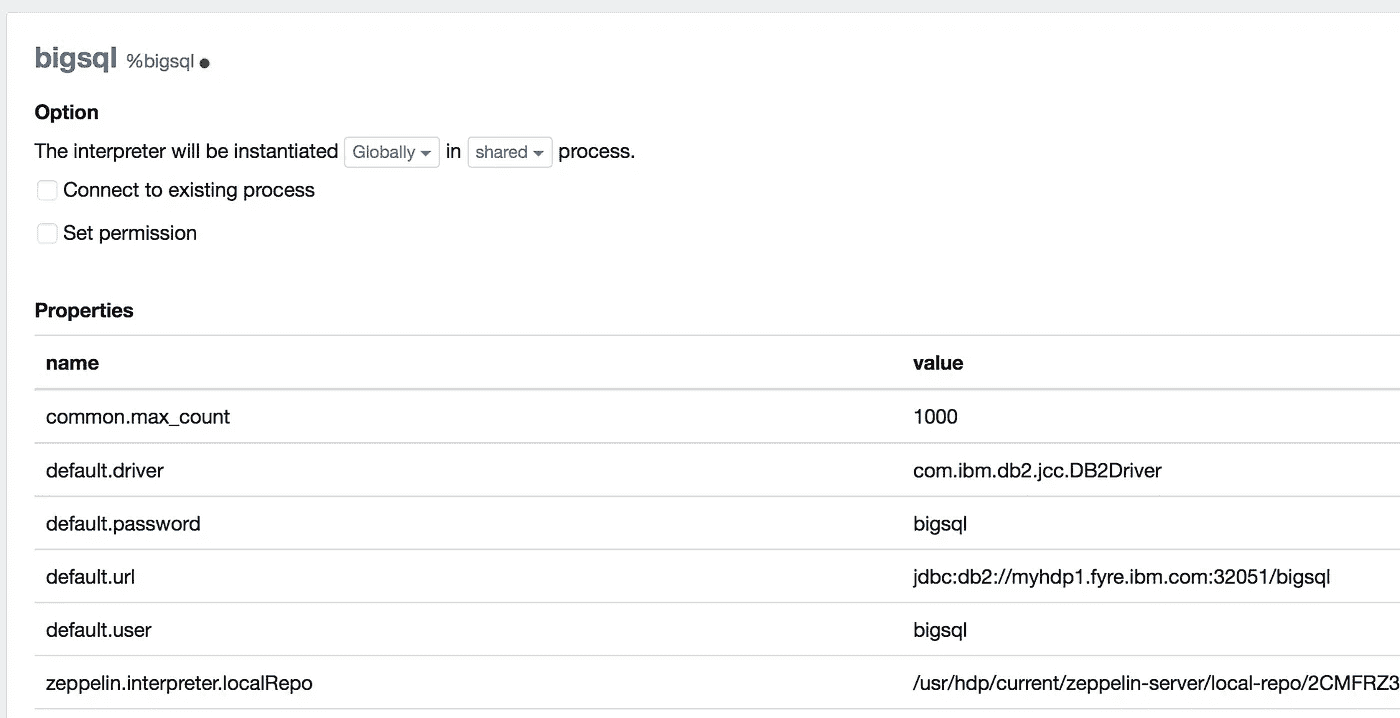 bigsql %bigsql
Option
The interpreter will be instantiated Globally in shared process.
Connect to existing process
Set permission
Properties
name value
common.max_count 1000
default.driver com.ibm.db2.jcc.DB2Driver
default.password bigsql
default.url jdbc:db2://myhdp1.fyre.ibm.com:32051/bigsql
default.user bigsql
zeppelin.interpreter.localRepo /usr/hdp/current/zeppelin-server/local-repo/2CMFRZ3